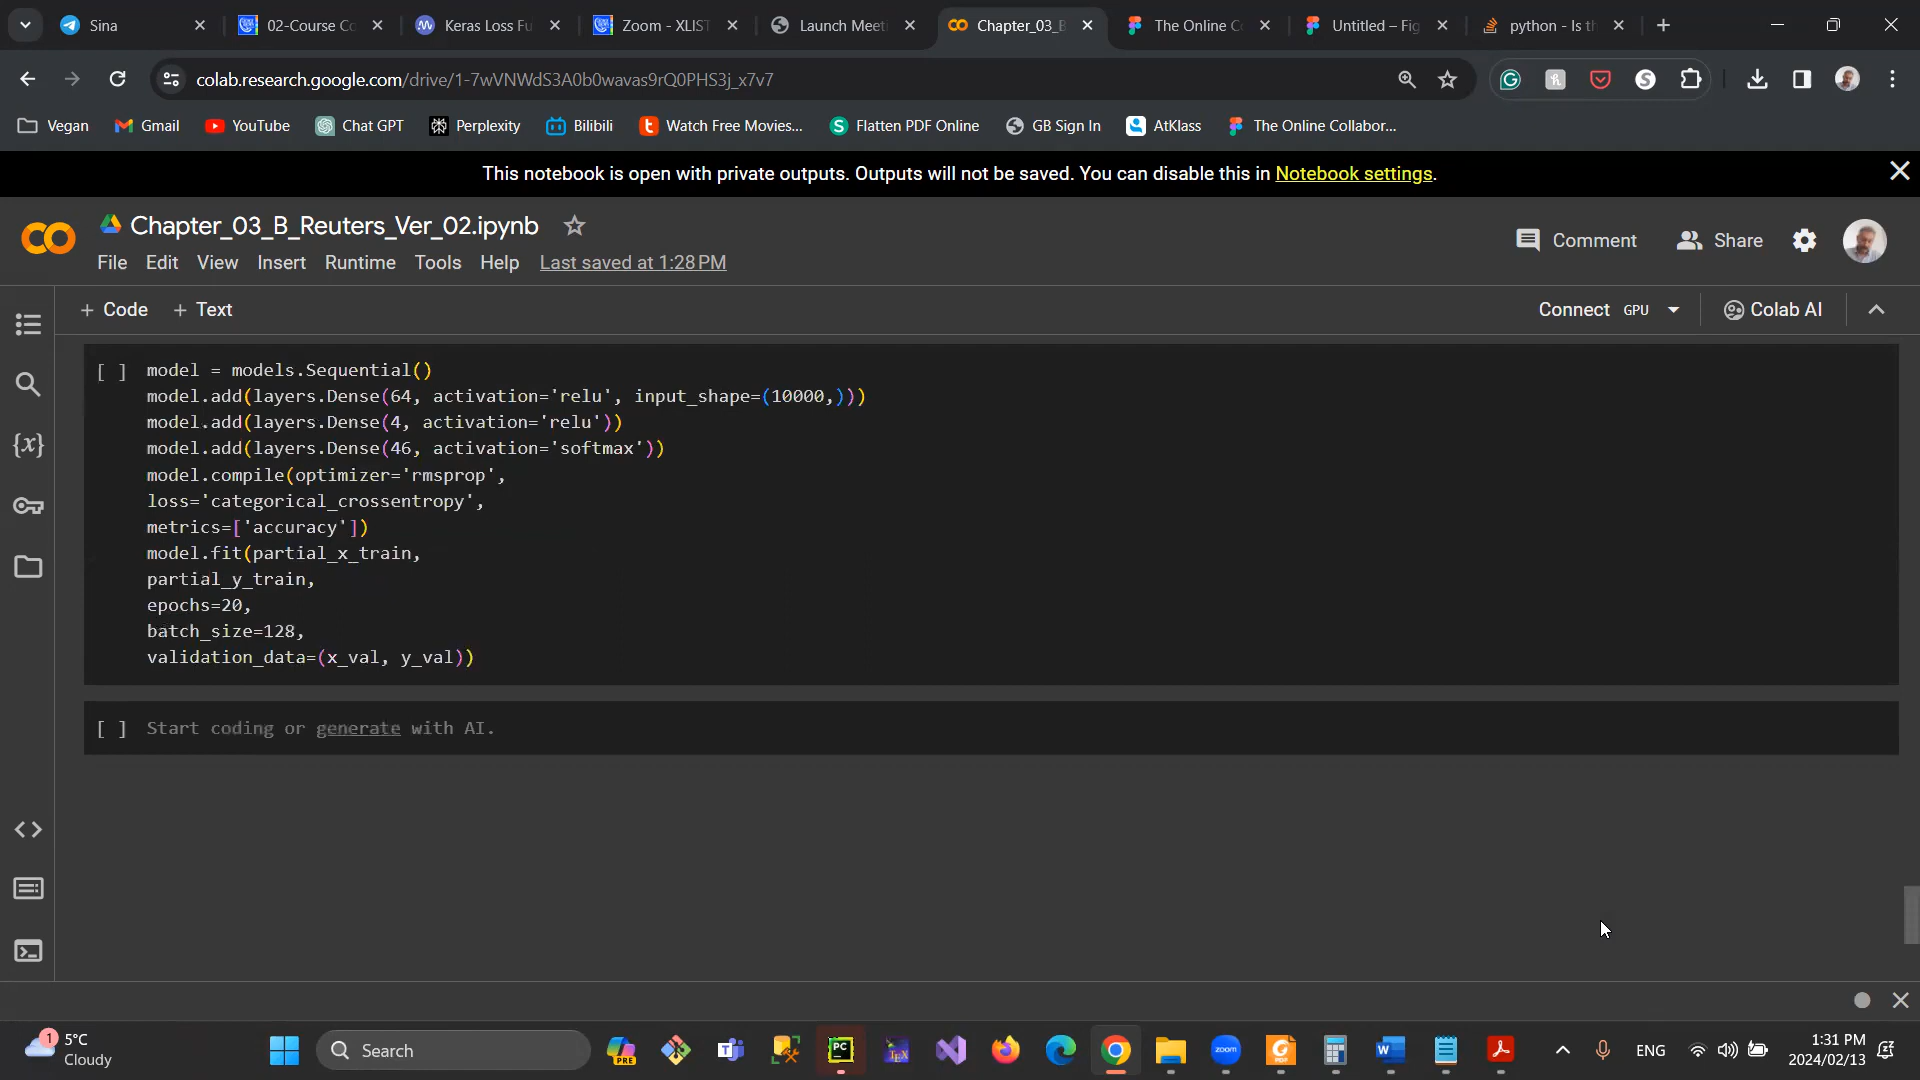 Sina
02-Course Co
Keras Loss Fu
Zoom - XLIST
Launch Meeti
Chapter_03_B
The Online C
Untitled – Fig
python - Is th
colab.research.google.com/drive/1-7wVNWdS3A0b0wavas9rQ0PHS3j_x7v7
Vegan
Gmail
YouTube
Chat GPT
Perplexity
Bilibili
Watch Free Movies...
Flatten PDF Online
GB Sign In
AtKlass
The Online Collabor...
This notebook is open with private outputs. Outputs will not be saved. You can disable this in Notebook settings.
Chapter_03_B_Reuters_Ver_02.ipynb
Comment
Share
File Edit View Insert Runtime Tools Help Last saved at 1:28 PM
+ Code + Text
Connect GPU
Colab AI
[ ] model = models.Sequential()
model.add(layers.Dense(64, activation='relu', input_shape=(10000,)))
model.add(layers.Dense(4, activation='relu'))
model.add(layers.Dense(46, activation='softmax'))
model.compile(optimizer='rmsprop',
loss='categorical_crossentropy',
metrics=['accuracy'])
model.fit(partial_x_train,
partial_y_train,
epochs=20,
batch_size=128,
validation_data=(x_val, y_val))
[ ] Start coding or generate with AI.
1
5°C
Cloudy
Search
PRE
PC
TEX
zoom
ENG
1:31 PM
2024/02/13